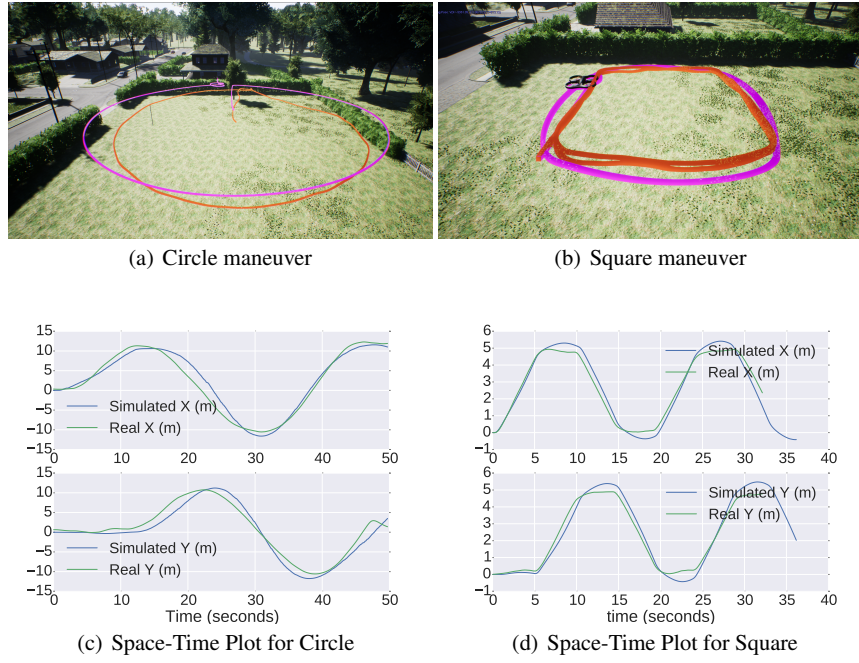 (a) Circle maneuver
(b) Square maneuver
15
10
5
0
−5
−10
−15
Simulated X (m)
Real X (m)
0 10 20 30 40 50
15
10
5
0
−5
−10
−15
Simulated Y (m)
Real Y (m)
0 10 20 30 40 50
Time (seconds)
(c) Space-Time Plot for Circle
6
5
4
3
2
1
0
−1
Simulated X (m)
Real X (m)
0 5 10 15 20 25 30 35 40
6
5
4
3
2
1
0
−1
Simulated Y (m)
Real Y (m)
0 5 10 15 20 25 30 35 40
time (seconds)
(d) Space-Time Plot for Square